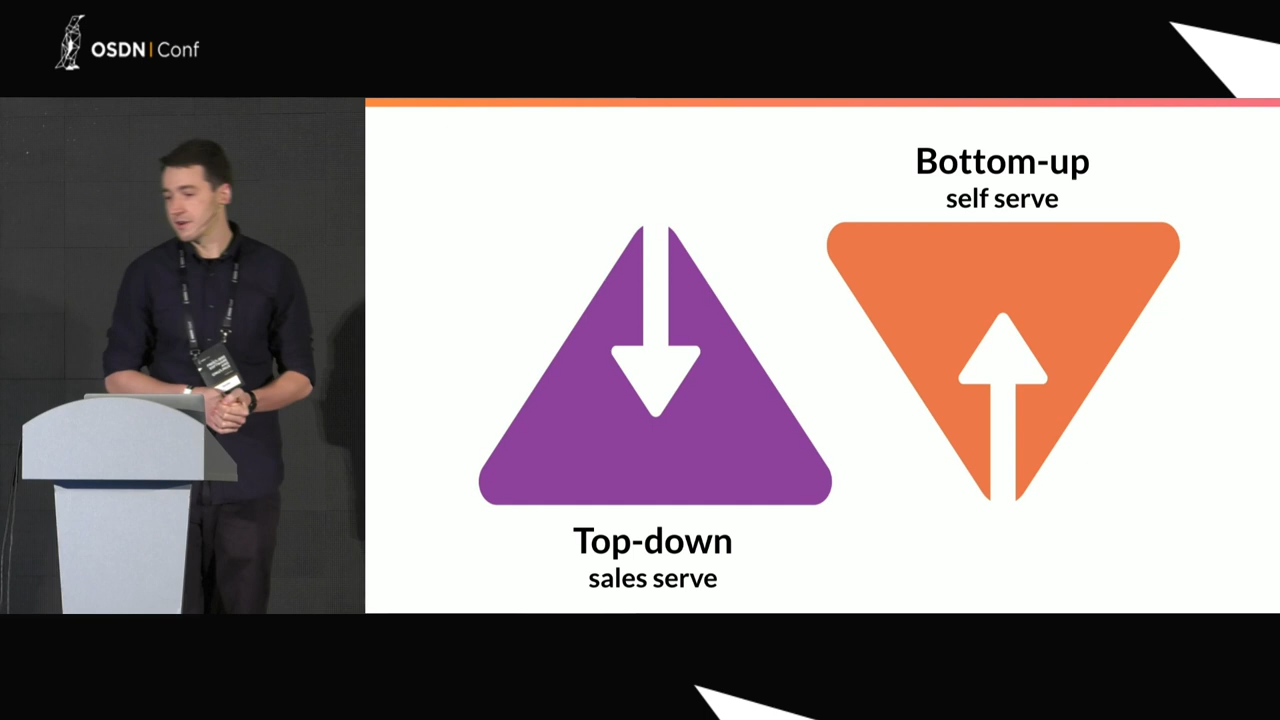 OSDN | Conf
Bottom-up
self serve
Top-down
sales serve